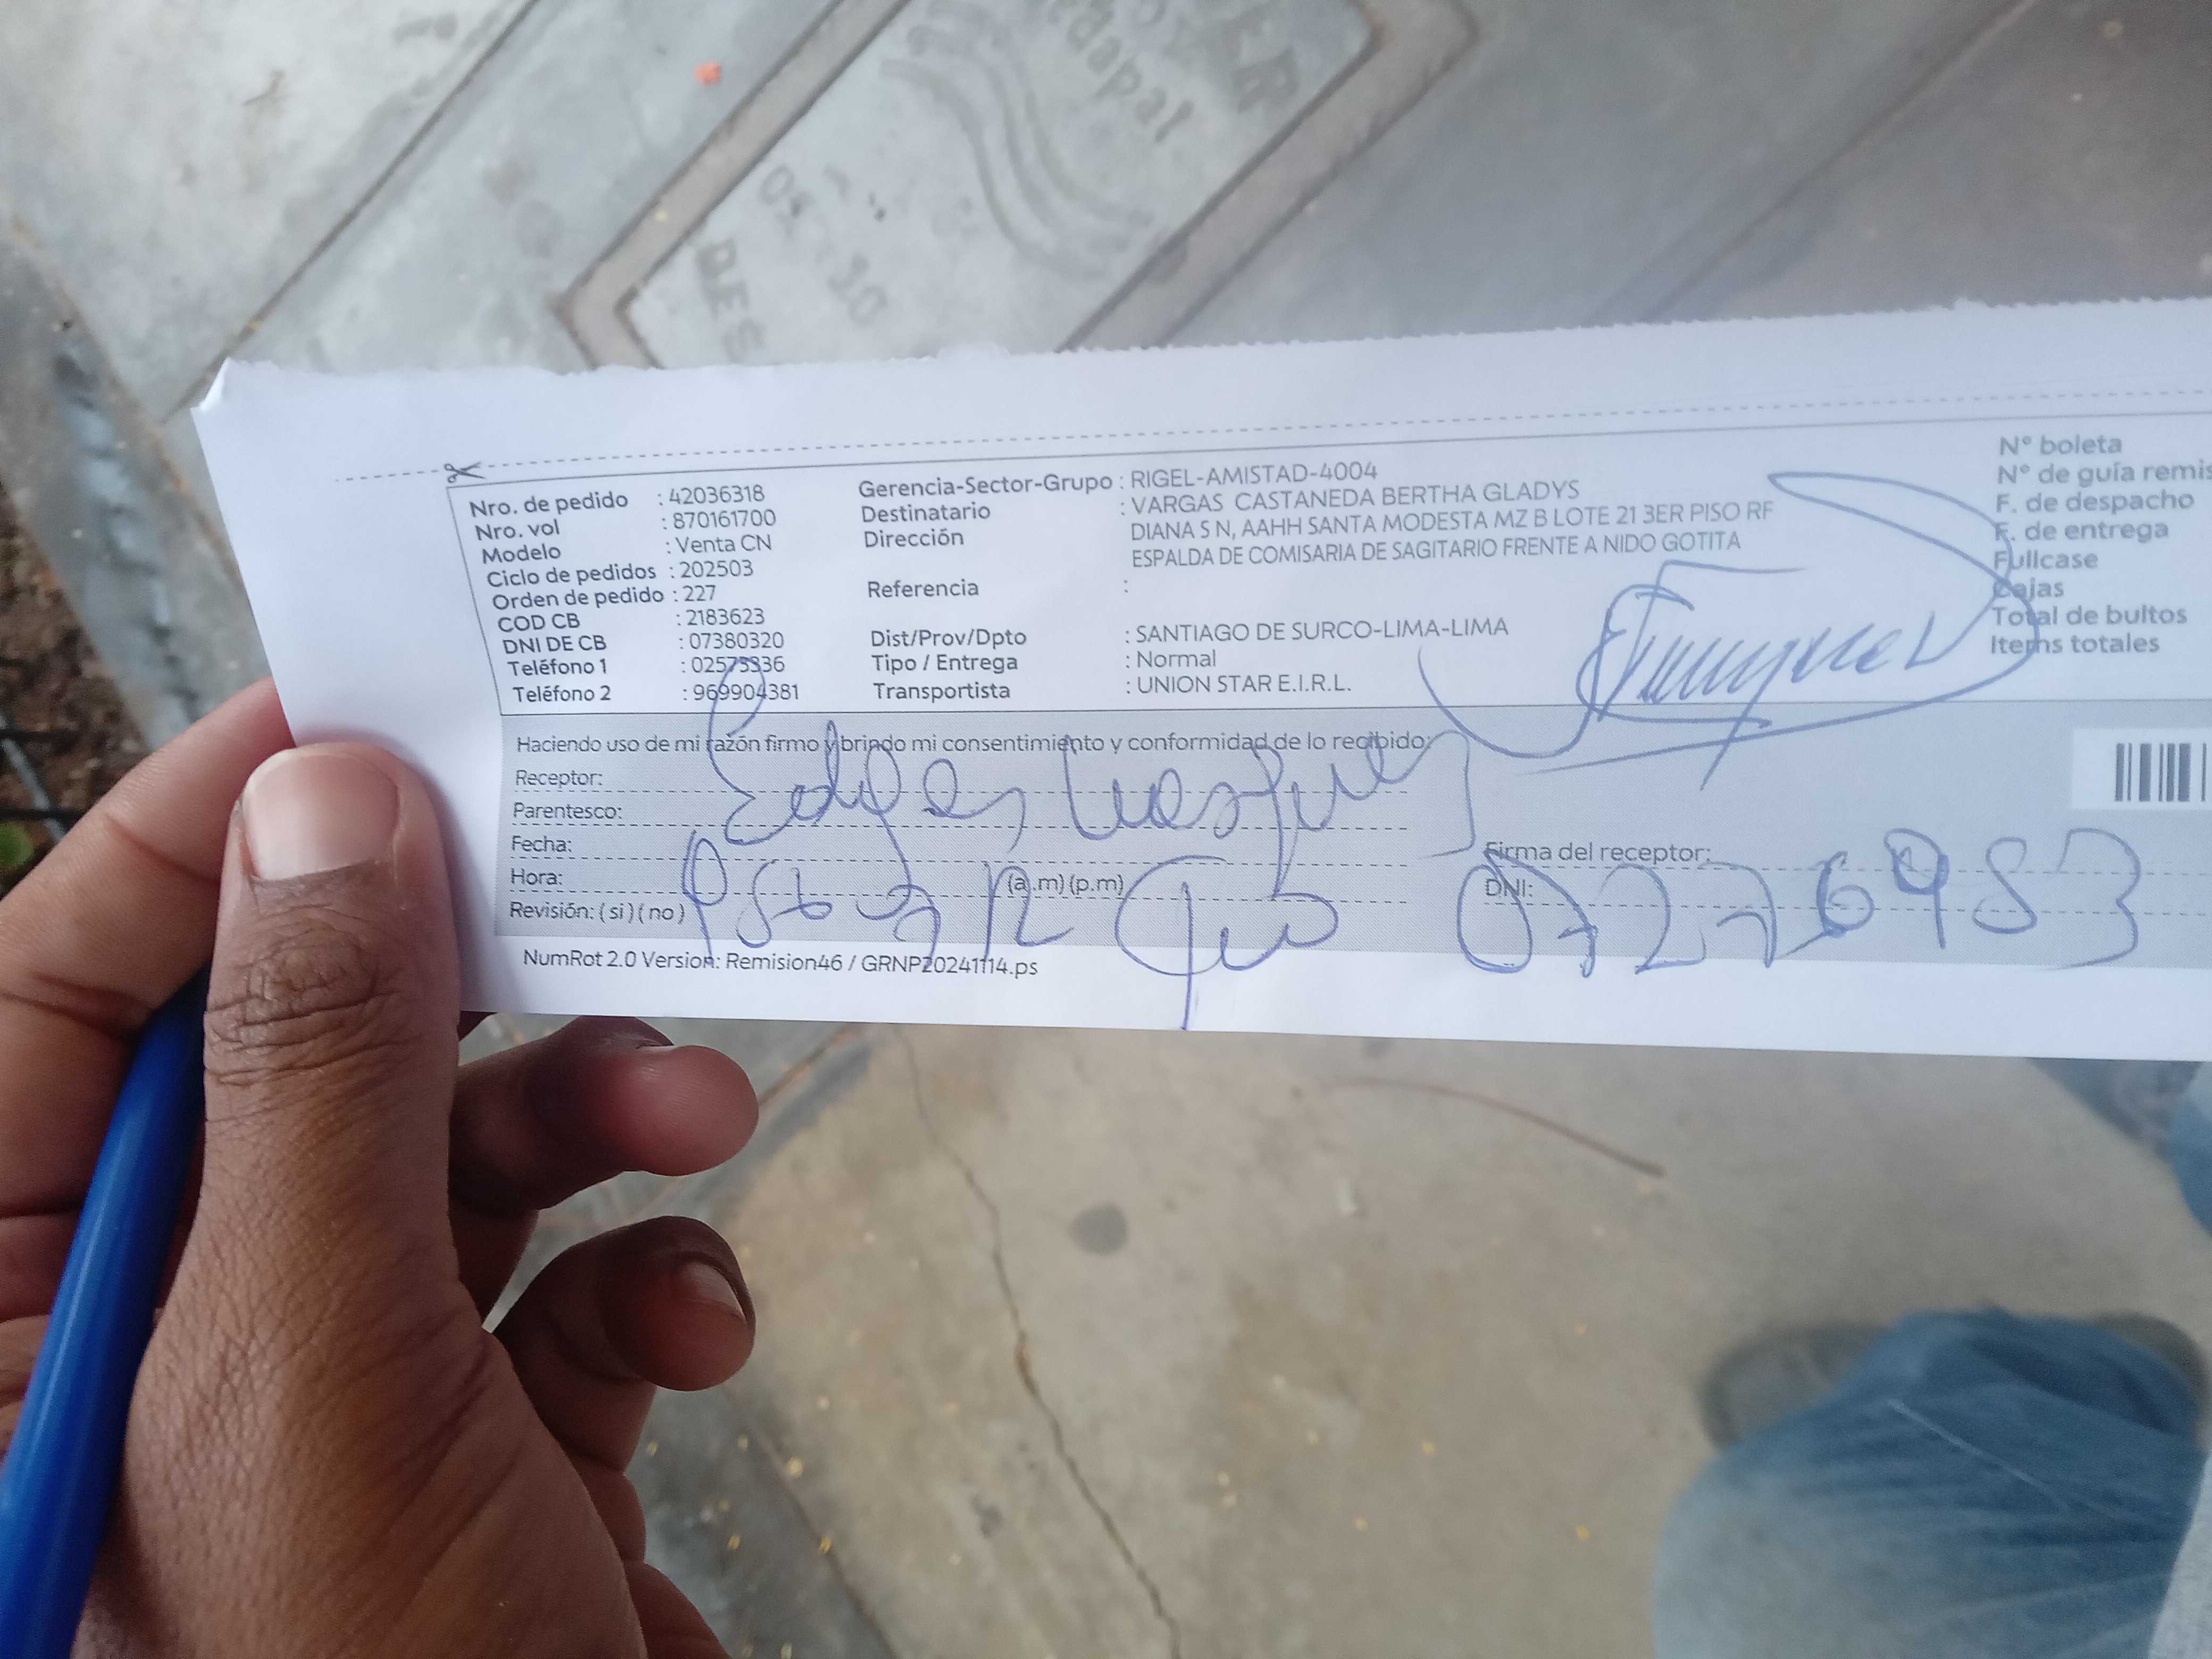 edapal
DES
Nro. de pedido : 42036318
Nro. vol : 870161700
Modelo : Venta CN
Ciclo de pedidos : 202503
Orden de pedido : 227
COD CB : 2183623
DNI DE CB : 07380320
Teléfono 1 : 02573336
Teléfono 2 : 969904381
Gerencia-Sector-Grupo : RIGEL-AMISTAD-4004
Destinatario : VARGAS CASTANEDA BERTHA GLADYS
Dirección DIANA S N, AAHH SANTA MODESTA MZ B LOTE 21 3ER PISO RF
ESPALDA DE COMISARIA DE SAGITARIO FRENTE A NIDO GOTITA
Referencia :
Dist/Prov/Dpto : SANTIAGO DE SURCO-LIMA-LIMA
Tipo / Entrega : Normal
Transportista : UNION STAR E.I.R.L.
N° boleta
N° de guía remis
F. de despacho
F. de entrega
Fullcase
Cajas
Total de bultos
Items totales
Haciendo uso de mi razón firmo y brindo mi consentimiento y conformidad de lo recibido:
Receptor:
Parentesco:
Fecha:
Hora: (a.m) (p.m)
Revisión: ( si ) ( no )
Firma del receptor:
DNI: 07276953
NumRot 2.0 Version: Remision46 / GRNP20241114.ps